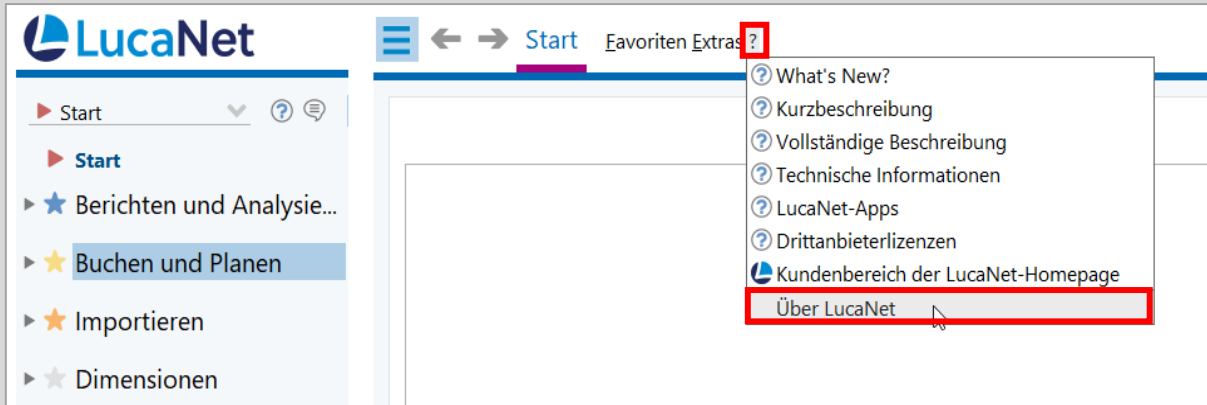 LucaNet
Start Favoriten Extras ?
What's New?
Kurzbeschreibung
Vollständige Beschreibung
Technische Informationen
LucaNet-Apps
Drittanbieterlizenzen
Kundenbereich der LucaNet-Homepage
Über LucaNet
Start
Start
Berichten und Analysie...
Buchen und Planen
Importieren
Dimensionen